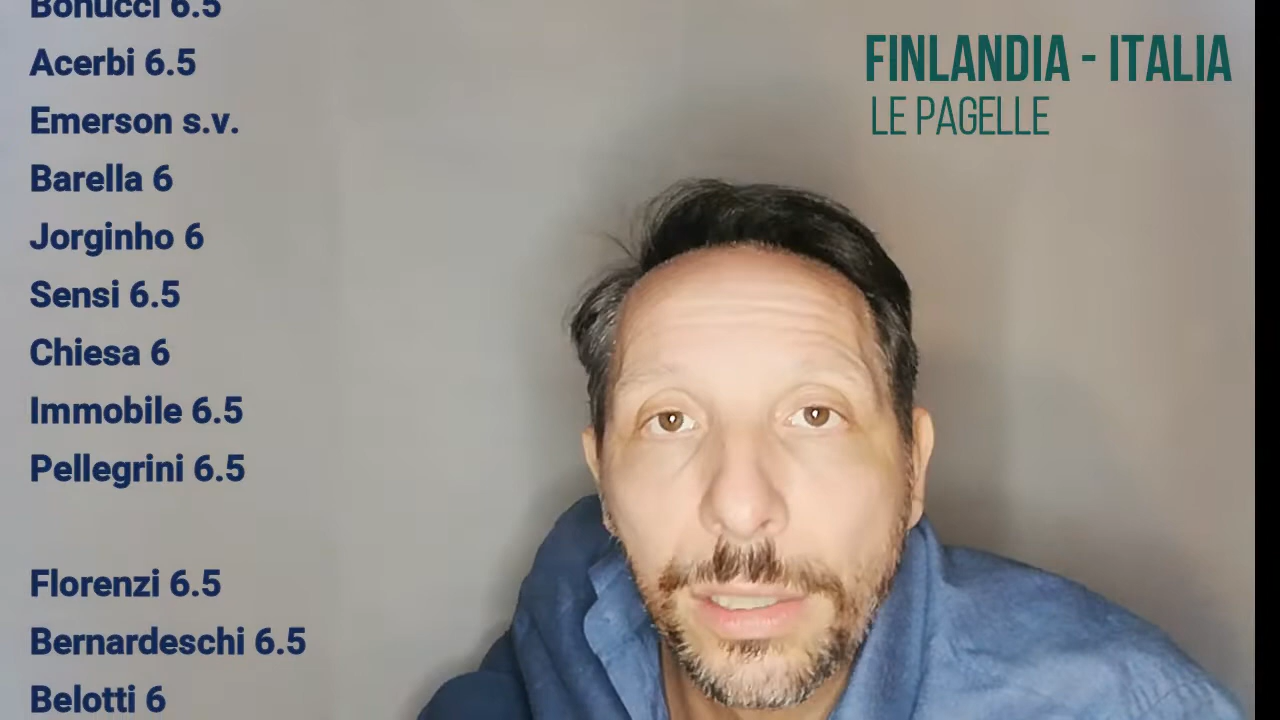 Bonucci 6.5
Acerbi 6.5
Emerson s.v.
Barella 6
Jorginho 6
Sensi 6.5
Chiesa 6
Immobile 6.5
Pellegrini 6.5
Florenzi 6.5
Bernardeschi 6.5
Belotti 6
FINLANDIA - ITALIA
LE PAGELLE